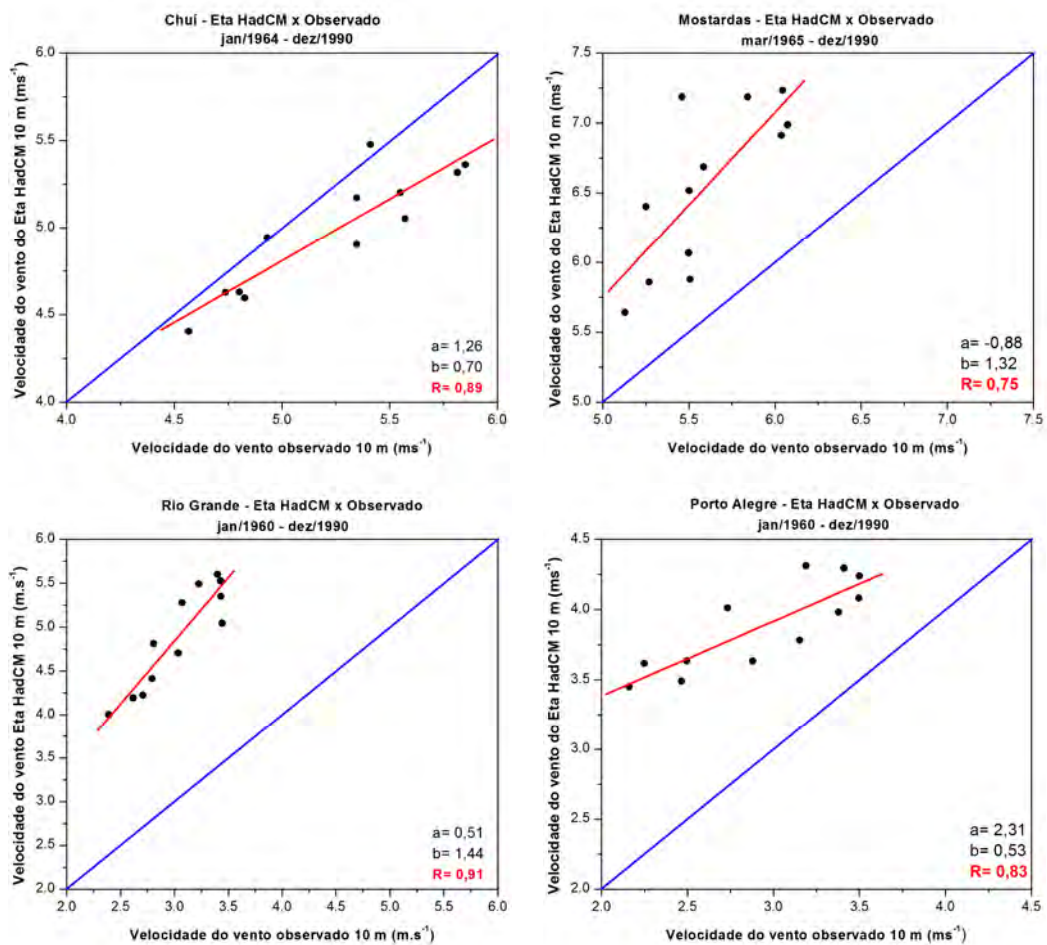 Chuí - Eta HadCM x Observado
jan/1964 - dez/1990
Velocidade do vento do Eta HadCM 10 m (ms⁻¹)
6.0
5.5
5.0
4.5
4.0
a= 1,26
b= 0,70
R= 0,89
4.0 4.5 5.0 5.5 6.0
Velocidade do vento observado 10 m (ms⁻¹)
Mostardas - Eta HadCM x Observado
mar/1965 - dez/1990
Velocidade do vento do Eta HadCM 10 m (ms⁻¹)
7.5
7.0
6.5
6.0
5.5
5.0
a= -0,88
b= 1,32
R= 0,75
5.0 5.5 6.0 6.5 7.0 7.5
Velocidade do vento observado 10 m (ms⁻¹)
Rio Grande - Eta HadCM x Observado
jan/1960 - dez/1990
Velocidade do vento Eta HadCM 10 m (m.s⁻¹)
6.0
5.5
5.0
4.5
4.0
3.5
3.0
2.5
2.0
a= 0,51
b= 1,44
R= 0,91
2.0 2.5 3.0 3.5 4.0 4.5 5.0 5.5 6.0
Velocidade do vento observado 10 m (m.s⁻¹)
Porto Alegre - Eta HadCM x Observado
jan/1960 - dez/1990
Velocidade do vento do Eta HadCM 10 m (ms⁻¹)
4.5
4.0
3.5
3.0
2.5
2.0
a= 2,31
b= 0,53
R= 0,83
2.0 2.5 3.0 3.5 4.0 4.5
Velocidade do vento observado 10 m (ms⁻¹)